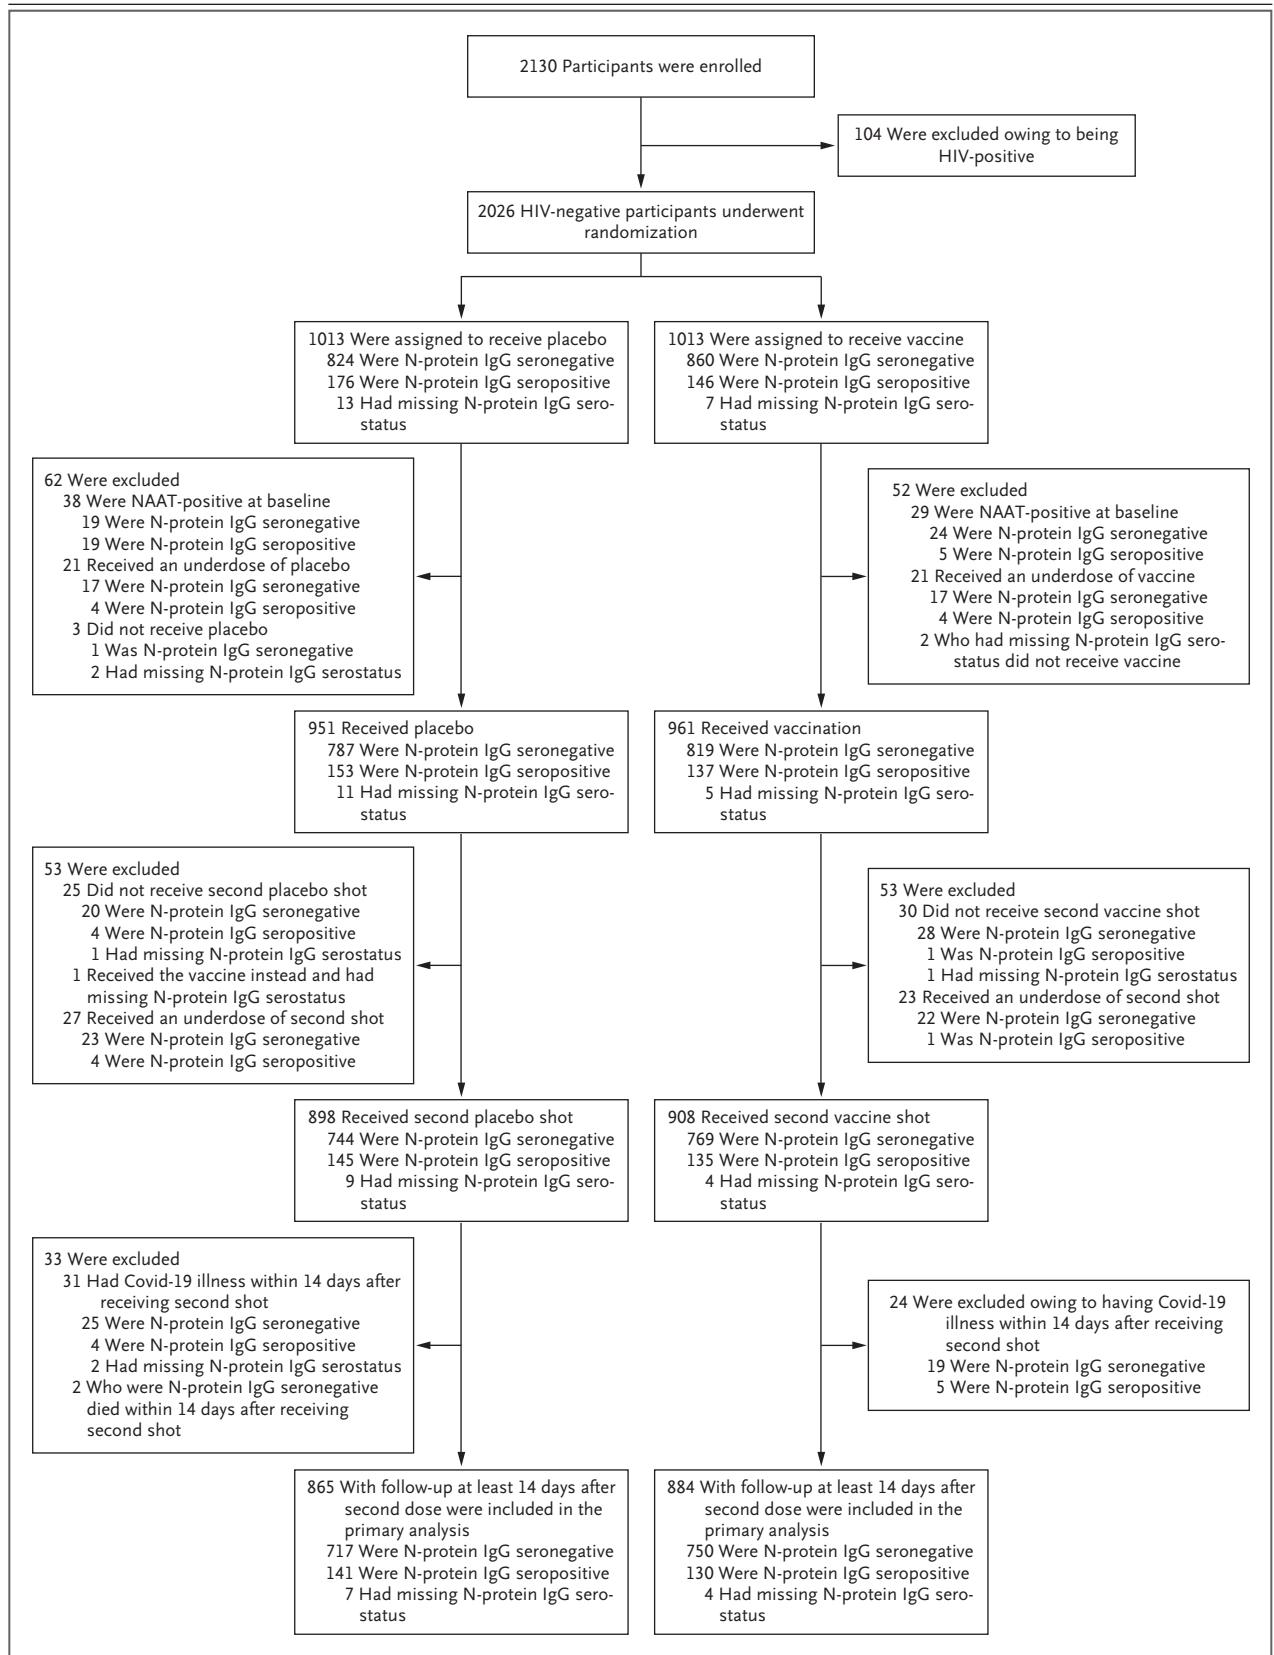 2130 Participants were enrolled
104 Were excluded owing to being
HIV-positive
2026 HIV-negative participants underwent
randomization
1013 Were assigned to receive placebo
824 Were N-protein IgG seronegative
176 Were N-protein IgG seropositive
13 Had missing N-protein IgG sero-
status
1013 Were assigned to receive vaccine
860 Were N-protein IgG seronegative
146 Were N-protein IgG seropositive
7 Had missing N-protein IgG sero-
status
62 Were excluded
38 Were NAAT-positive at baseline
19 Were N-protein IgG seronegative
19 Were N-protein IgG seropositive
21 Received an underdose of placebo
17 Were N-protein IgG seronegative
4 Were N-protein IgG seropositive
3 Did not receive placebo
1 Was N-protein IgG seronegative
2 Had missing N-protein IgG serostatus
52 Were excluded
29 Were NAAT-positive at baseline
24 Were N-protein IgG seronegative
5 Were N-protein IgG seropositive
21 Received an underdose of vaccine
17 Were N-protein IgG seronegative
4 Were N-protein IgG seropositive
2 Who had missing N-protein IgG sero-
status did not receive vaccine
951 Received placebo
787 Were N-protein IgG seronegative
153 Were N-protein IgG seropositive
11 Had missing N-protein IgG sero-
status
961 Received vaccination
819 Were N-protein IgG seronegative
137 Were N-protein IgG seropositive
5 Had missing N-protein IgG sero-
status
53 Were excluded
25 Did not receive second placebo shot
20 Were N-protein IgG seronegative
4 Were N-protein IgG seropositive
1 Had missing N-protein IgG serostatus
1 Received the vaccine instead and had
missing N-protein IgG serostatus
27 Received an underdose of second shot
23 Were N-protein IgG seronegative
4 Were N-protein IgG seropositive
53 Were excluded
30 Did not receive second vaccine shot
28 Were N-protein IgG seronegative
1 Was N-protein IgG seropositive
1 Had missing N-protein IgG serostatus
23 Received an underdose of second shot
22 Were N-protein IgG seronegative
1 Was N-protein IgG seropositive
898 Received second placebo shot
744 Were N-protein IgG seronegative
145 Were N-protein IgG seropositive
9 Had missing N-protein IgG sero-
status
908 Received second vaccine shot
769 Were N-protein IgG seronegative
135 Were N-protein IgG seropositive
4 Had missing N-protein IgG sero-
status
33 Were excluded
31 Had Covid-19 illness within 14 days after
receiving second shot
25 Were N-protein IgG seronegative
4 Were N-protein IgG seropositive
2 Had missing N-protein IgG serostatus
2 Who were N-protein IgG seronegative
died within 14 days after receiving
second shot
24 Were excluded owing to having Covid-19
illness within 14 days after receiving
second shot
19 Were N-protein IgG seronegative
5 Were N-protein IgG seropositive
865 With follow-up at least 14 days after
second dose were included in the
primary analysis
717 Were N-protein IgG seronegative
141 Were N-protein IgG seropositive
7 Had missing N-protein IgG sero-
status
884 With follow-up at least 14 days after
second dose were included in the
primary analysis
750 Were N-protein IgG seronegative
130 Were N-protein IgG seropositive
4 Had missing N-protein IgG sero-
status